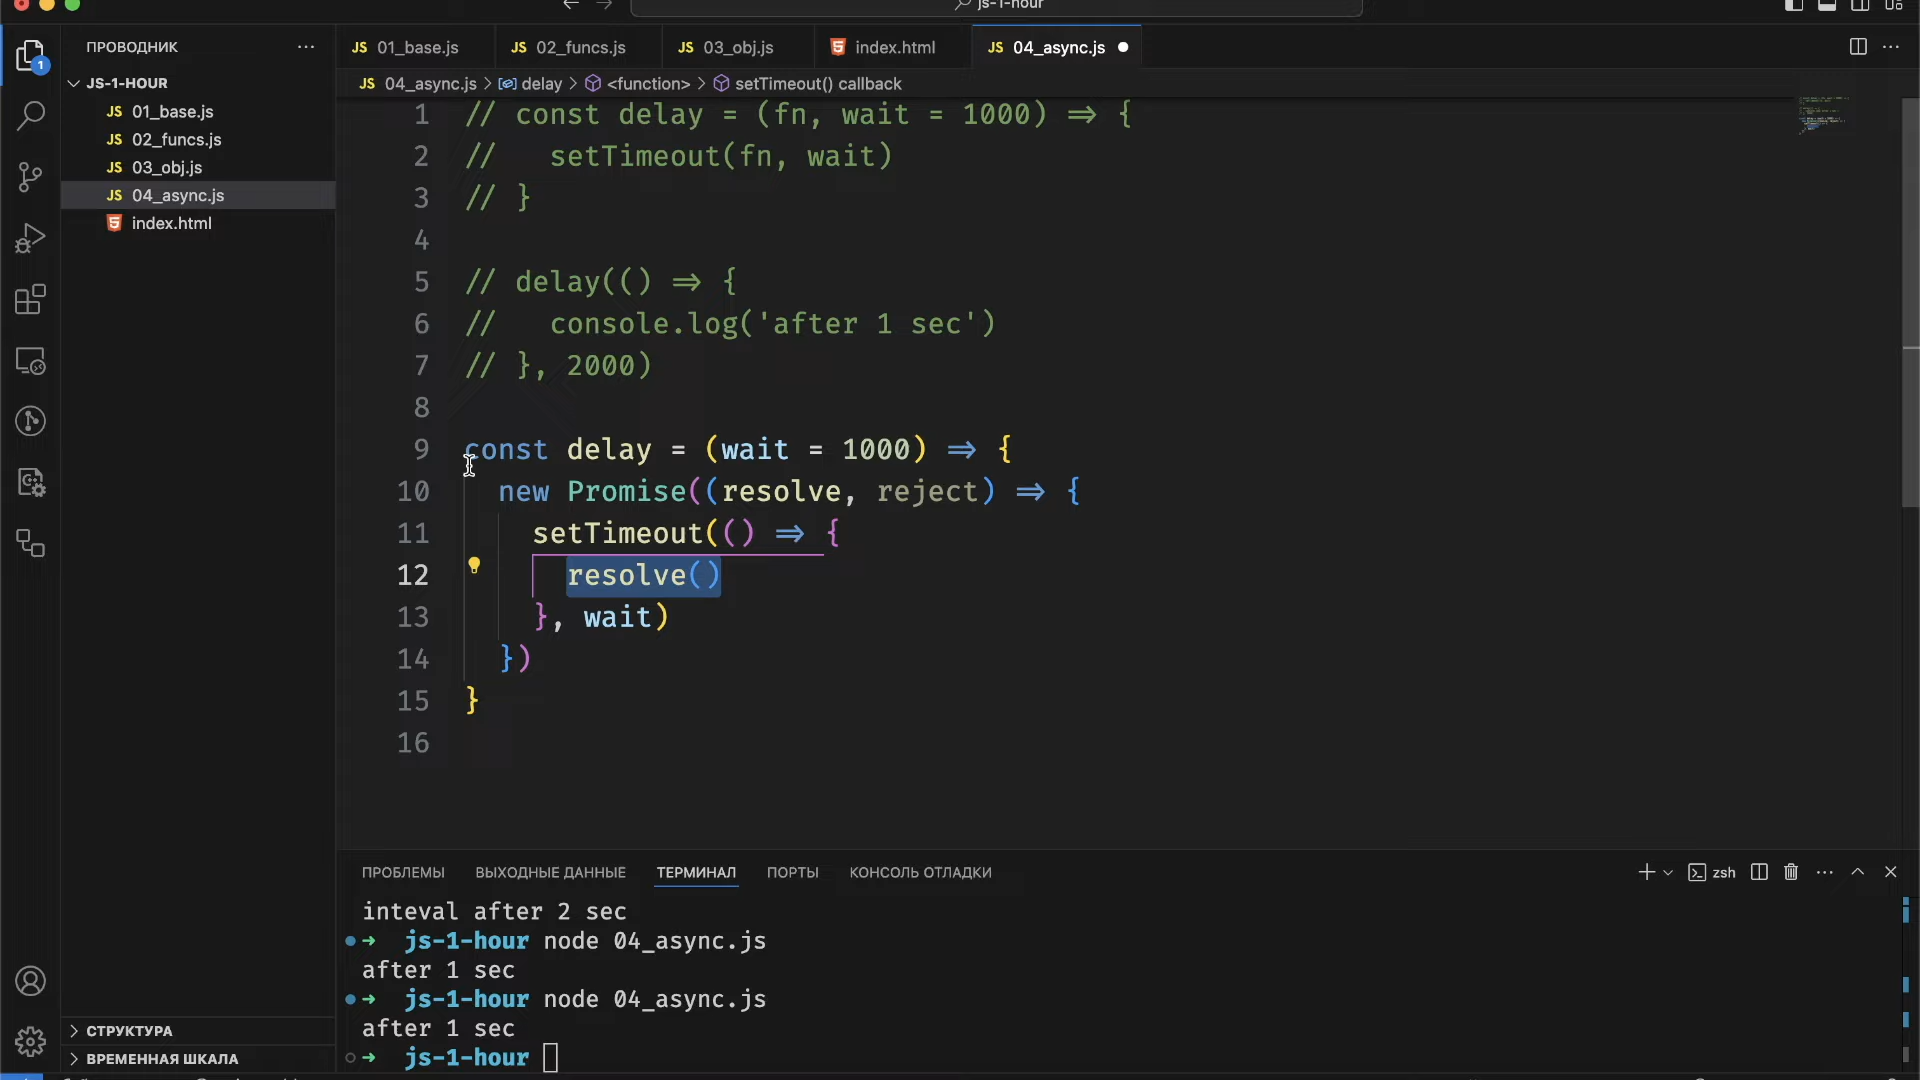 js-1-hour
ПРОВОДНИК
JS 01_base.js
JS 02_funcs.js
JS 03_obj.js
index.html
JS 04_async.js
1
JS-1-HOUR
JS 01_base.js
JS 02_funcs.js
JS 03_obj.js
JS 04_async.js
index.html
JS 04_async.js > delay > <function> > setTimeout() callback
1 // const delay = (fn, wait = 1000) => {
2 //   setTimeout(fn, wait)
3 // }
4
5 // delay(() => {
6 //   console.log('after 1 sec')
7 // }, 2000)
8
9 const delay = (wait = 1000) => {
10   new Promise((resolve, reject) => {
11     setTimeout(() => {
12       resolve()
13     }, wait)
14   })
15 }
16
ПРОБЛЕМЫ ВЫХОДНЫЕ ДАННЫЕ ТЕРМИНАЛ ПОРТЫ КОНСОЛЬ ОТЛАДКИ
zsh
inteval after 2 sec
➜ js-1-hour node 04_async.js
after 1 sec
➜ js-1-hour node 04_async.js
after 1 sec
➜ js-1-hour
СТРУКТУРА
ВРЕМЕННАЯ ШКАЛА